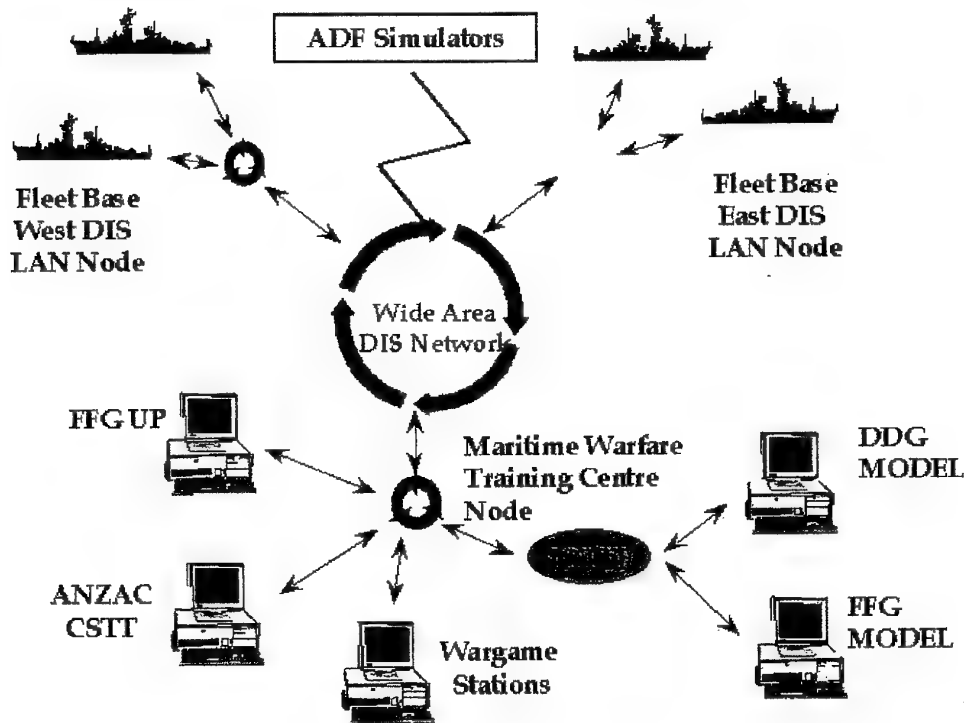 ADF Simulators
Fleet Base
West DIS
LAN Node
Fleet Base
East DIS
LAN Node
Wide Area
DIS Network
FFG UP
Maritime Warfare
Training Centre
Node
DDG
MODEL
ANZAC
CSTT
Wargame
Stations
FFG
MODEL